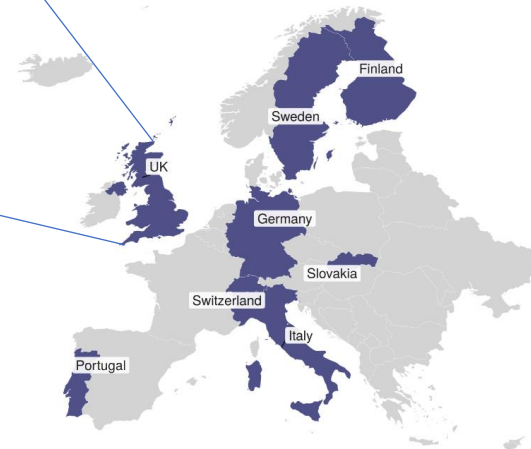 Finland
Sweden
UK
Germany
Slovakia
Switzerland
Italy
Portugal